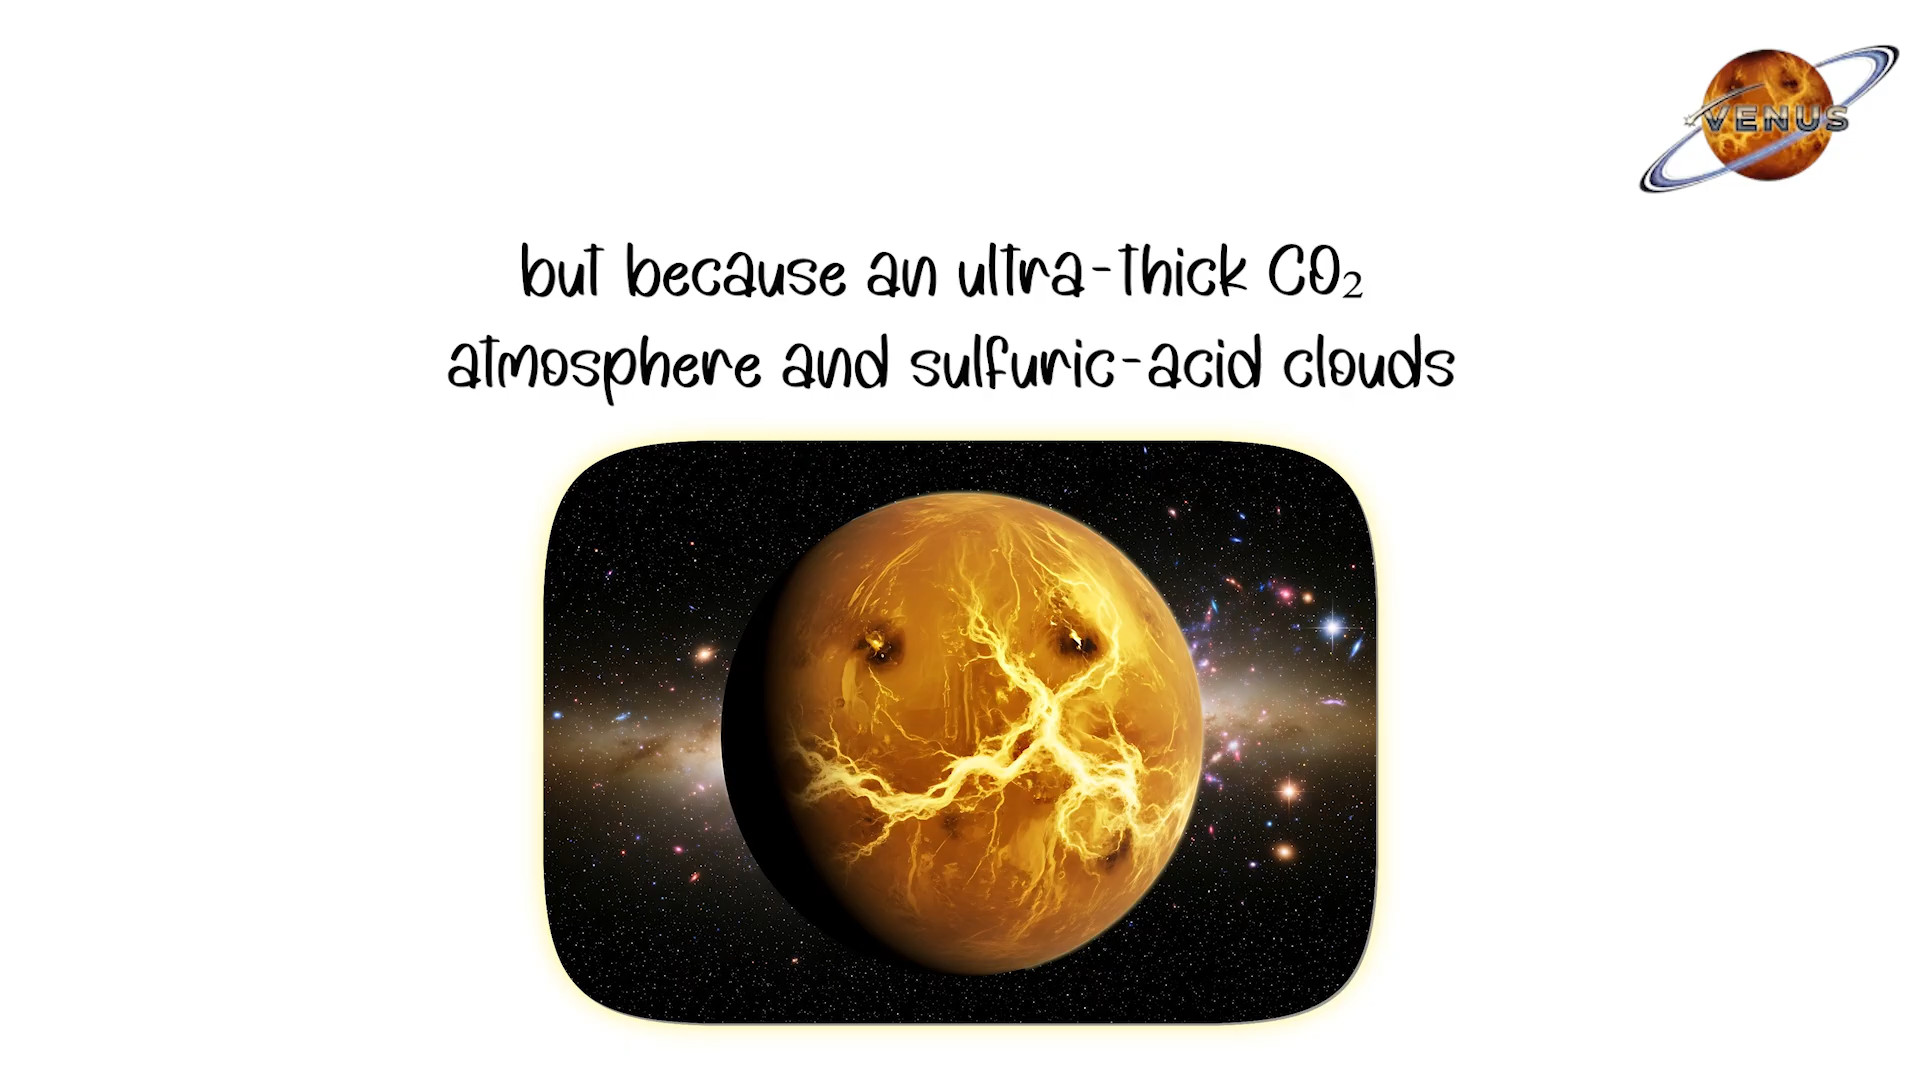 VENUS
but because an ultra-thick CO₂
atmosphere and sulfuric-acid clouds